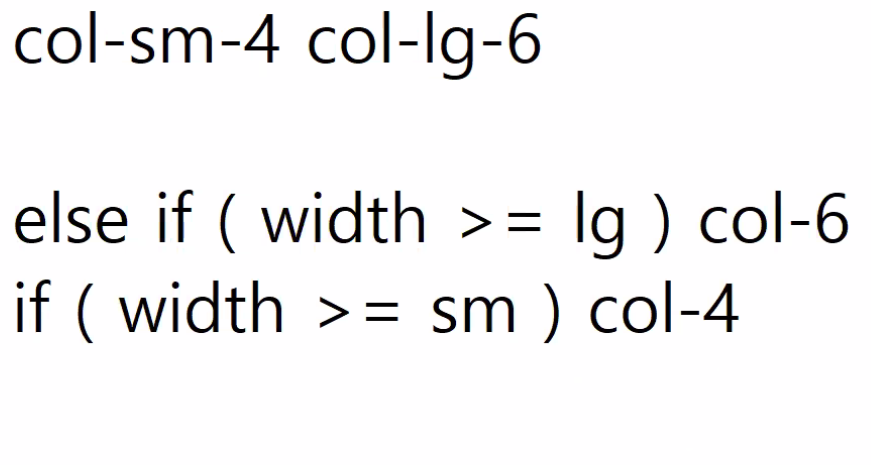 col-sm-4 col-lg-6
else if ( width >= lg ) col-6
if ( width >= sm ) col-4